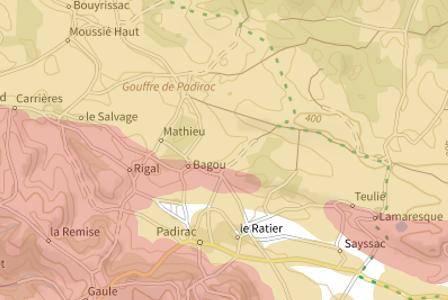 Bouyrissac
Moussié Haut
Gouffre de Padirac
Carrières
le Salvage
400
Mathieu
Rigal
Bagou
Teulié
Lamaresque
la Remise
Padirac
le Ratier
Sayssac
Gaule